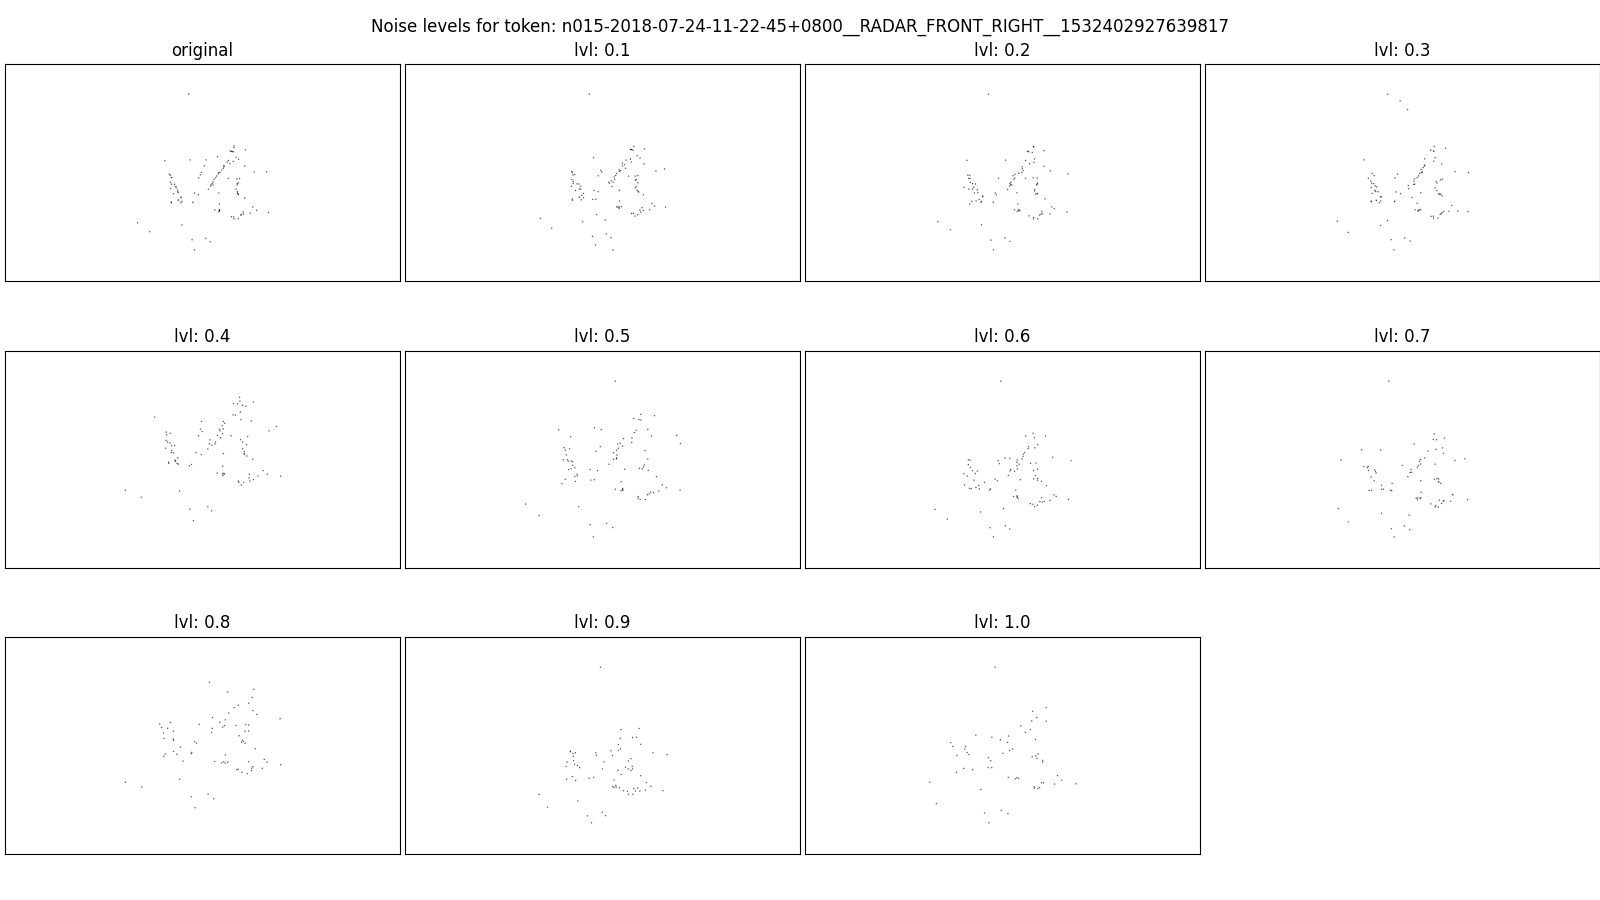 Noise levels for token: n015-2018-07-24-11-22-45+0800__RADAR_FRONT_RIGHT__1532402927639817
original lvl: 0.1 lvl: 0.2 lvl: 0.3
lvl: 0.4 lvl: 0.5 lvl: 0.6 lvl: 0.7
lvl: 0.8 lvl: 0.9 lvl: 1.0